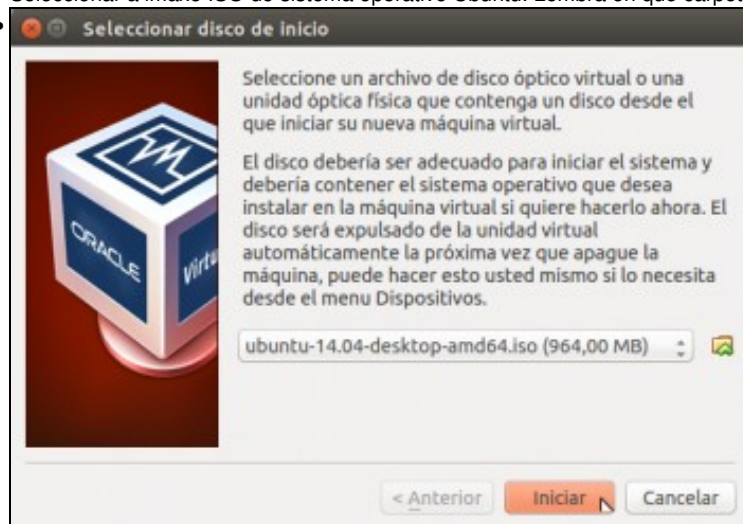 Seleccionar disco de inicio
Seleccione un archivo de disco óptico virtual o una
unidad óptica física que contenga un disco desde el
que iniciar su nueva máquina virtual.
El disco debería ser adecuado para iniciar el sistema y
debería contener el sistema operativo que desea
instalar en la máquina virtual si quiere hacerlo ahora. El
disco será expulsado de la unidad virtual
automáticamente la próxima vez que apague la
máquina, puede hacer esto usted mismo si lo necesita
desde el menu Dispositivos.
ORACLE
Virtu
ubuntu-14.04-desktop-amd64.iso (964,00 MB)
< Anterior
Iniciar
Cancelar